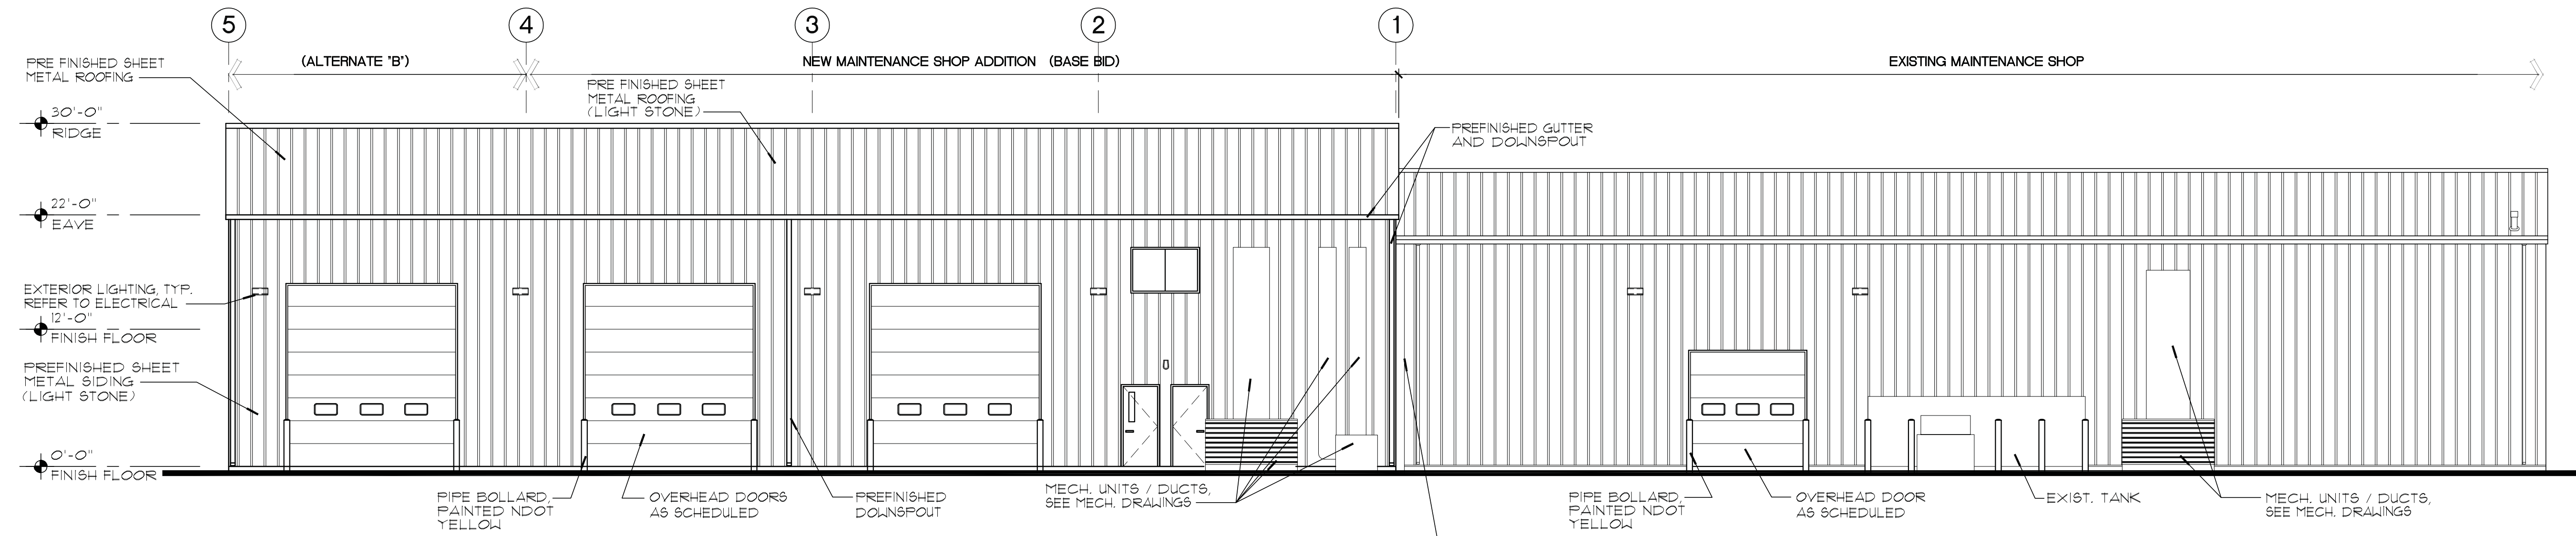 5
4
3
2
1
(ALTERNATE "B")
NEW MAINTENANCE SHOP ADDITION (BASE BID)
EXISTING MAINTENANCE SHOP
PRE FINISHED SHEET
METAL ROOFING
PRE FINISHED SHEET
METAL ROOFING
(LIGHT STONE)
30'-0"
RIDGE
PREFINISHED GUTTER
AND DOWNSPOUT
22'-0"
EAVE
EXTERIOR LIGHTING, TYP.
REFER TO ELECTRICAL
12'-0"
FINISH FLOOR
PREFINISHED SHEET
METAL SIDING
(LIGHT STONE)
0'-0"
FINISH FLOOR
PIPE BOLLARD,
PAINTED NDOT
YELLOW
OVERHEAD DOORS
AS SCHEDULED
PREFINISHED
DOWNSPOUT
MECH. UNITS / DUCTS,
SEE MECH. DRAWINGS
PIPE BOLLARD,
PAINTED NDOT
YELLOW
OVERHEAD DOOR
AS SCHEDULED
EXIST. TANK
MECH. UNITS / DUCTS,
SEE MECH. DRAWINGS